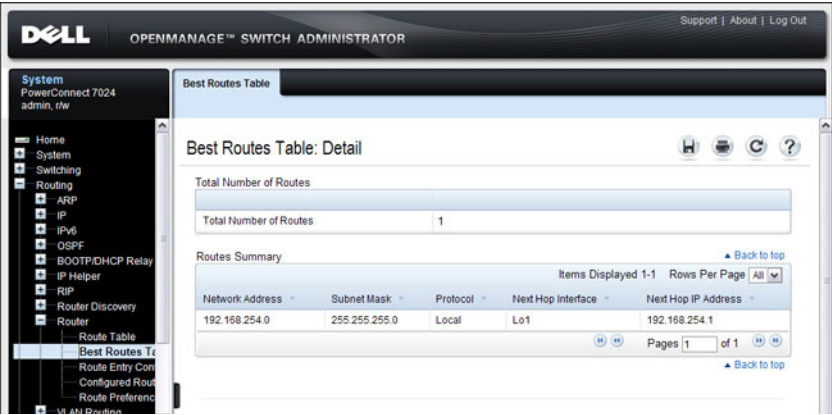 Support | About | Log Out
DELL OPENMANAGE™ SWITCH ADMINISTRATOR
System
PowerConnect 7024
admin, r/w
Home
System
Switching
Routing
ARP
IP
IPv6
OSPF
BOOTP/DHCP Relay
IP Helper
RIP
Router Discovery
Router
Route Table
Best Routes Ta
Route Entry Con
Configured Rout
Route Preferenc
VLAN Routing
Best Routes Table
Best Routes Table: Detail
Total Number of Routes
Total Number of Routes 1
Routes Summary Back to top
Items Displayed 1-1 Rows Per Page All
Network Address Subnet Mask Protocol Next Hop Interface Next Hop IP Address
192.168.254.0 255.255.255.0 Local Lo1 192.168.254.1
Pages 1 of 1
Back to top